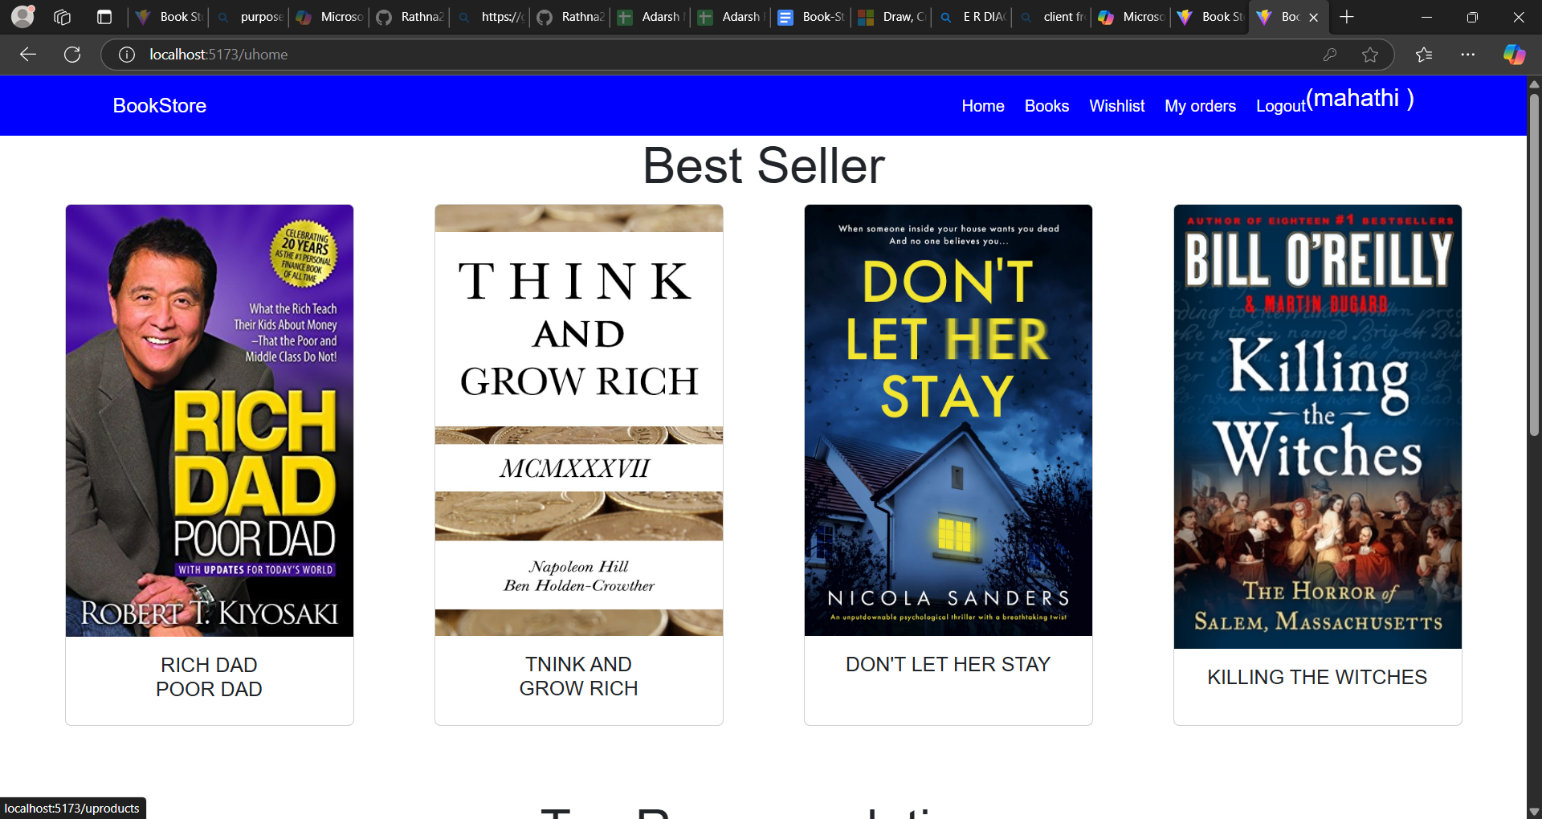 Book St
purpose
Microso
Rathna2
https://g
Rathna2
Adarsh
Adarsh
Book-St
Draw, C
E R DIA
client fr
Microso
Book St
Boo
localhost:5173/uhome
BookStore
Home
Books
Wishlist
My orders
Logout(mahathi )
Best Seller
CELEBRATING
20 YEARS
AS THE #1 PERSONAL
FINANCE BOOK
OF ALL TIME
What the Rich Teach
Their Kids About Money
–That the Poor and
Middle Class Do Not!
RICH
DAD
POOR DAD
WITH UPDATES FOR TODAY'S WORLD
ROBERT T. KIYOSAKI
RICH DAD
POOR DAD
THINK
AND
GROW RICH
MCMXXXVII
Napoleon Hill
Ben Holden-Crowther
TNINK AND
GROW RICH
When someone inside your house wants you dead
And no one believes you...
DON'T
LET HER
STAY
NICOLA SANDERS
An unputdownable psychological thriller with a breathtaking twist
DON'T LET HER STAY
AUTHOR OF EIGHTEEN #1 BESTSELLERS
BILL O'REILLY
& MARTIN DUGARD
Killing
the
Witches
THE HORROR of
SALEM, MASSACHUSETTS
KILLING THE WITCHES
localhost:5173/uproducts